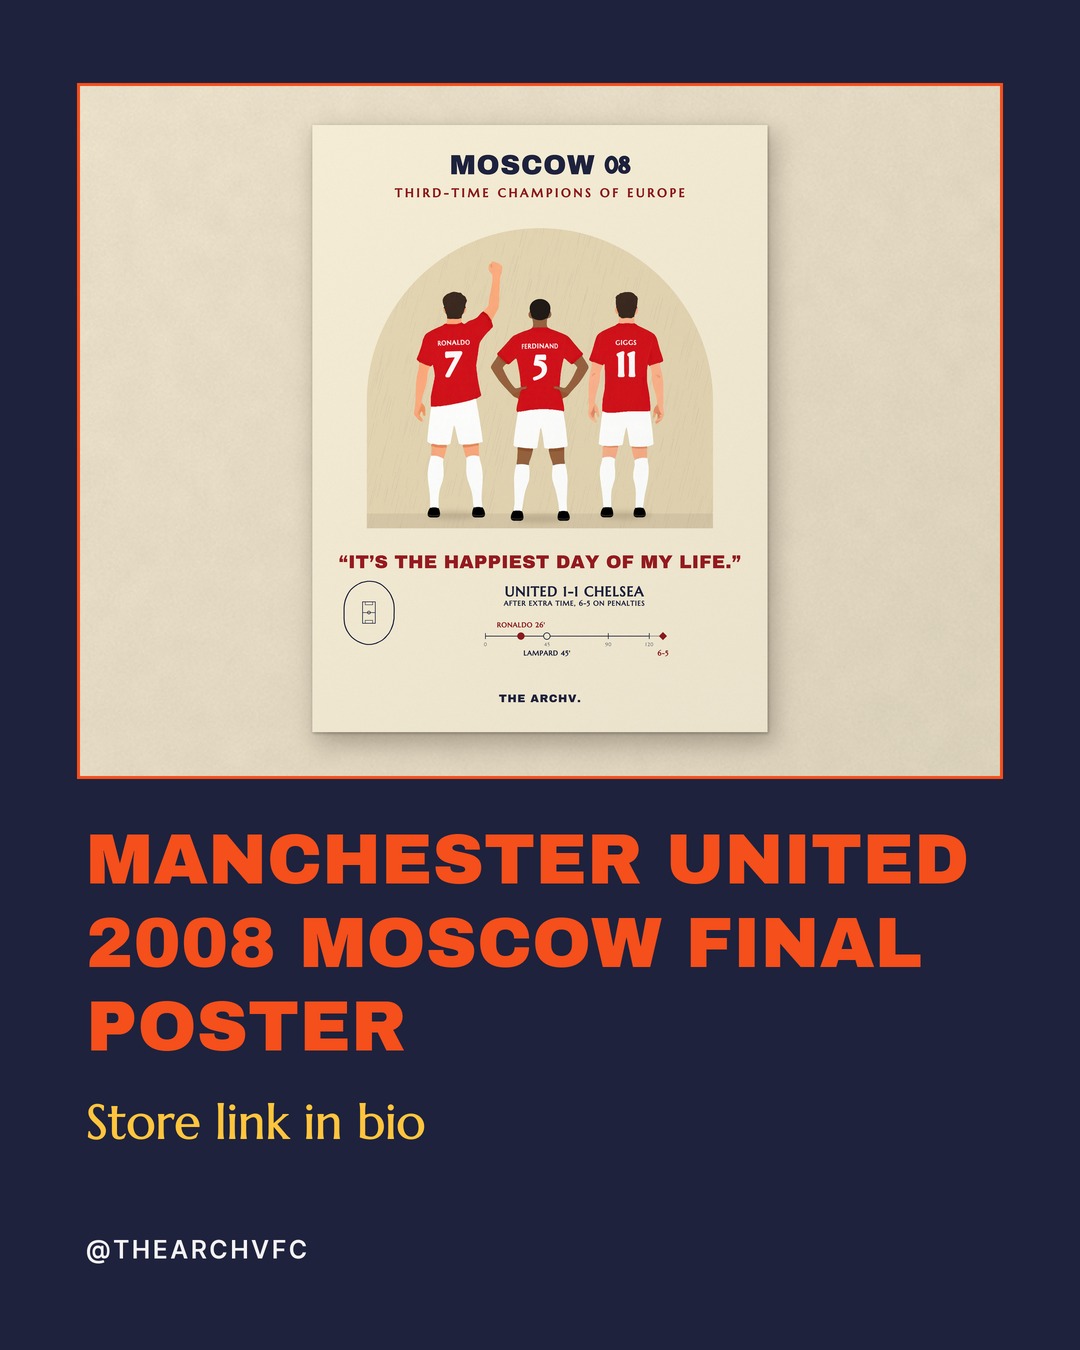 MOSCOW 08
THIRD-TIME CHAMPIONS OF EUROPE
RONALDO
7
FERDINAND
5
GIGGS
11
“IT’S THE HAPPIEST DAY OF MY LIFE.”
UNITED 1-1 CHELSEA
AFTER EXTRA TIME, 6-5 ON PENALTIES
RONALDO 26'
0 45 90 120
LAMPARD 45' 6-5
THE ARCHV.
MANCHESTER UNITED
2008 MOSCOW FINAL
POSTER
Store link in bio
@THEARCHVFC